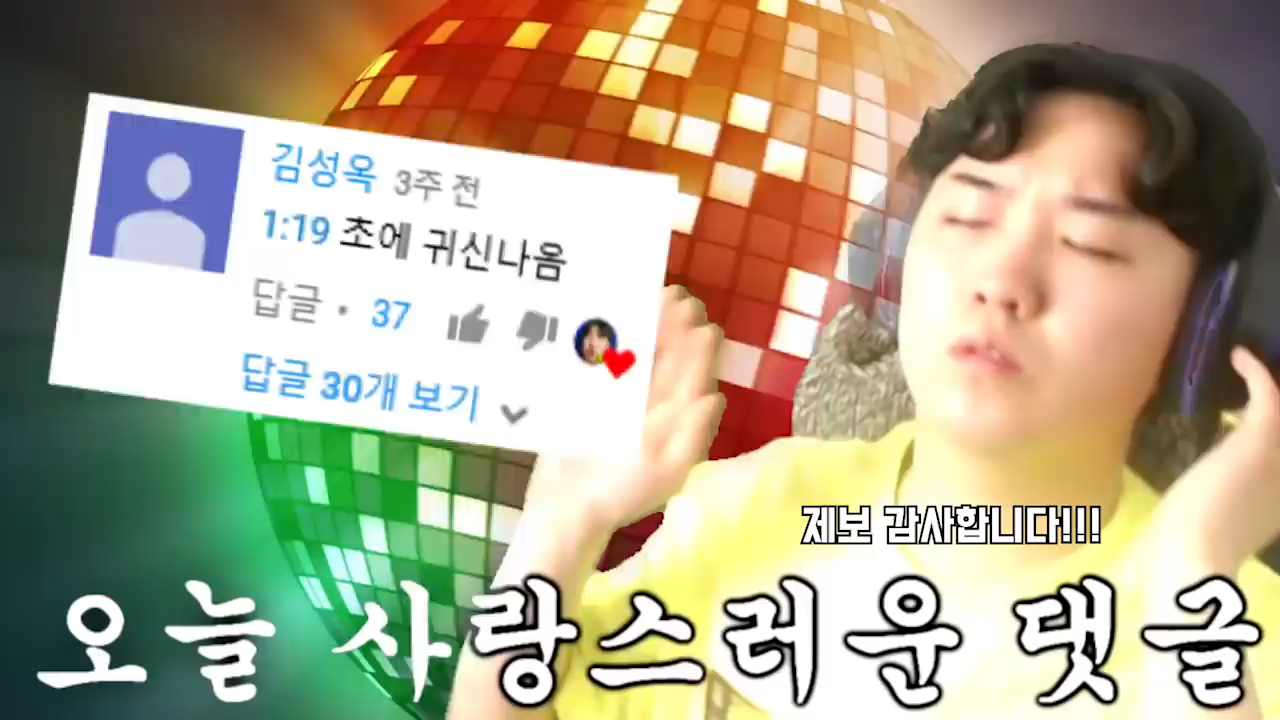 김성옥 3주 전
1:19 초에 귀신나옴
답글 · 37
답글 30개 보기
제보 감사합니다!!!
오늘 사랑스러운 댓글